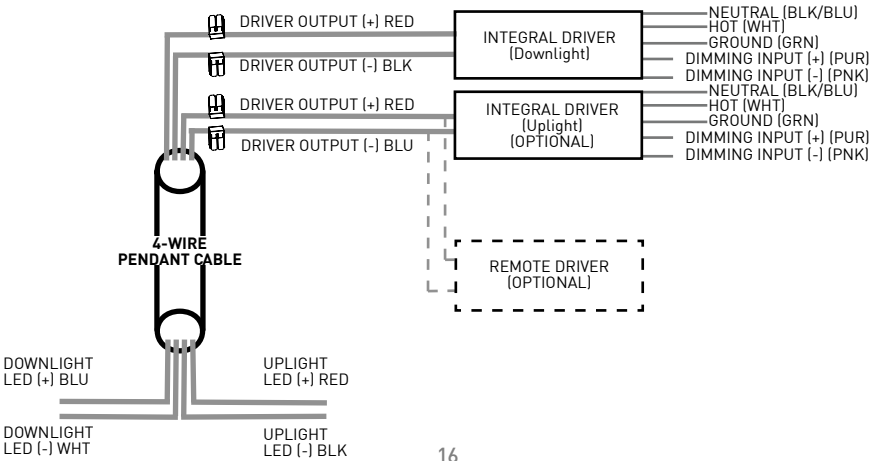 DRIVER OUTPUT (+) RED
DRIVER OUTPUT (-) BLK
DRIVER OUTPUT (+) RED
DRIVER OUTPUT (-) BLU
INTEGRAL DRIVER
(Downlight)
NEUTRAL (BLK/BLU)
HOT (WHT)
GROUND (GRN)
DIMMING INPUT (+) (PUR)
DIMMING INPUT (-) (PNK)
INTEGRAL DRIVER
(Uplight)
(OPTIONAL)
NEUTRAL (BLK/BLU)
HOT (WHT)
GROUND (GRN)
DIMMING INPUT (+) (PUR)
DIMMING INPUT (-) (PNK)
4-WIRE
PENDANT CABLE
REMOTE DRIVER
(OPTIONAL)
DOWNLIGHT
LED (+) BLU
UPLIGHT
LED (+) RED
DOWNLIGHT
LED (-) WHT
UPLIGHT
LED (-) BLK
16